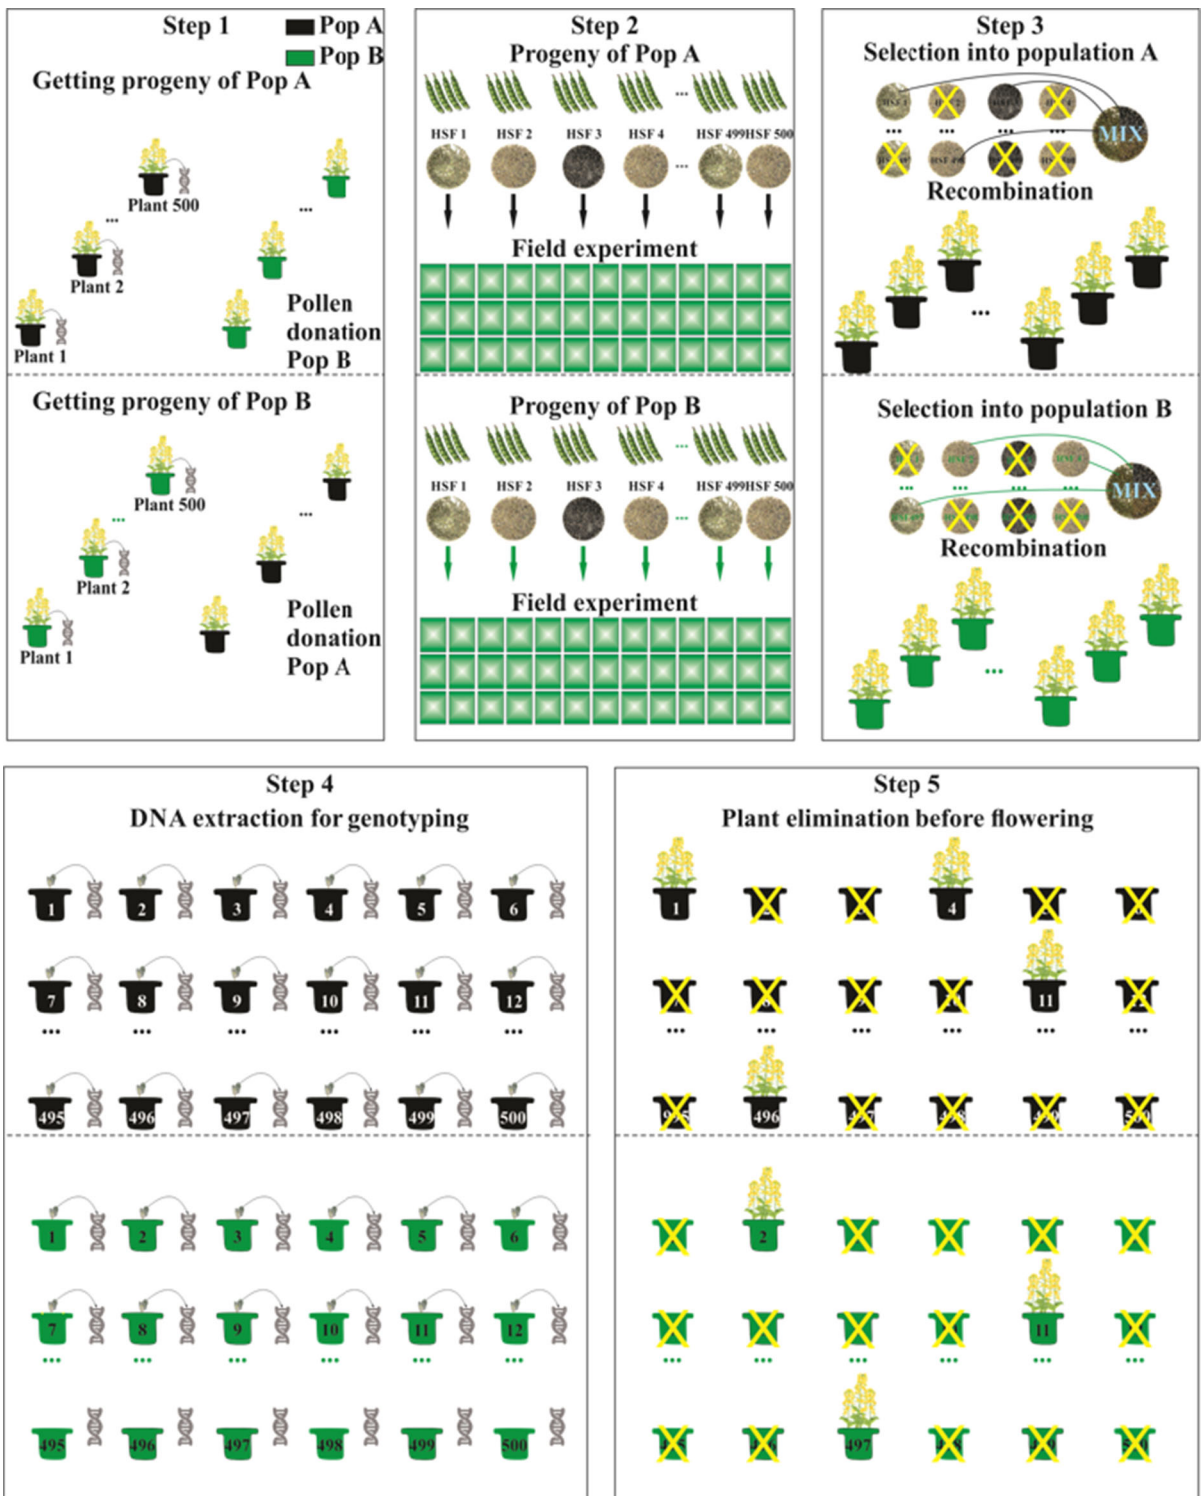 Step 1
Pop A
Pop B
Getting progeny of Pop A
Plant 500
...
...
Plant 2
Pollen
donation
Pop B
Plant 1
Getting progeny of Pop B
Plant 500
...
...
Plant 2
Pollen
donation
Pop A
Plant 1
Step 2
Progeny of Pop A
...
HSF 1 HSF 2 HSF 3 HSF 4 HSF 499 HSF 500
...
Field experiment
Progeny of Pop B
...
HSF 1 HSF 2 HSF 3 HSF 4 HSF 499 HSF 500
...
Field experiment
Step 3
Selection into population A
HSF 1
... ... ... ...
MIX
Recombination
...
Selection into population B
HSF 2
... ... ... ...
MIX
Recombination
...
Step 4
DNA extraction for genotyping
1 2 3 4 5 6
7 8 9 10 11 12
... ... ... ... ... ...
495 496 497 498 499 500
1 2 3 4 5 6
7 8 9 10 11 12
... ... ... ... ... ...
495 496 497 498 499 500
Step 5
Plant elimination before flowering
1 4
11
... ... ... ... ... ...
496
2
11
... ... ... ... ... ...
497